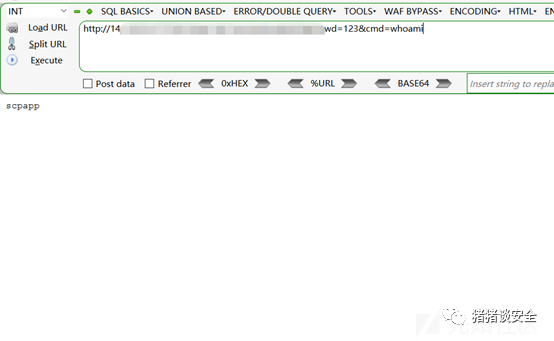 INT SQL BASICS▾ UNION BASED▾ ERROR/DOUBLE QUERY▾ TOOLS▾ WAF BYPASS▾ ENCODING▾ HTML▾ EN
Load URL http://14 wd=123&cmd=whoami
Split URL
Execute
Post data Referrer 0xHEX %URL BASE64 Insert string to repla
scpapp
猪猪谈安全